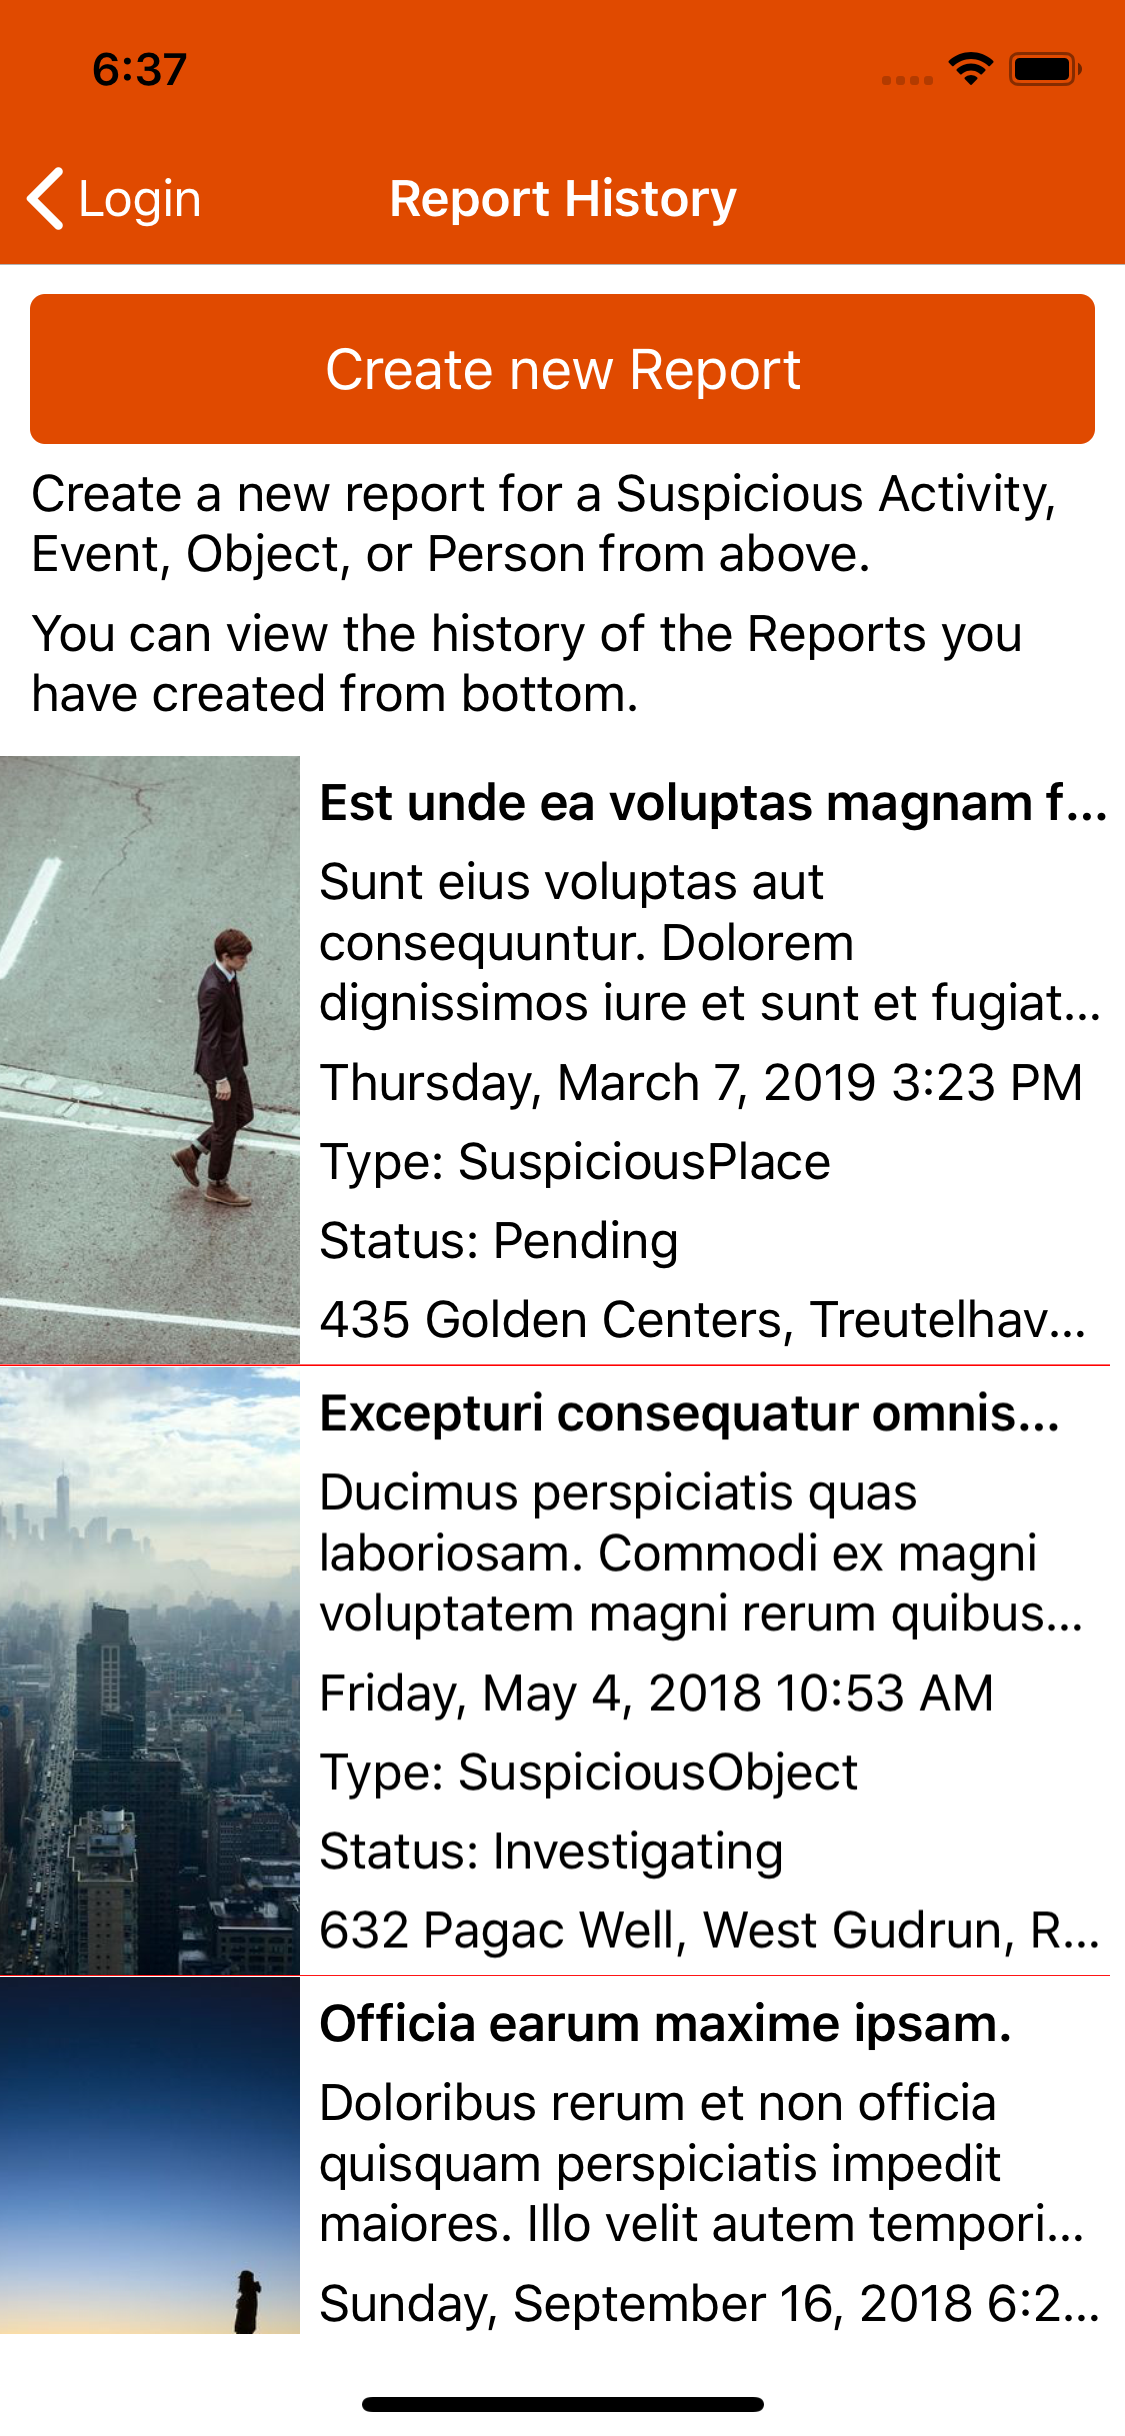 6:37
Login
Report History
Create new Report
Create a new report for a Suspicious Activity,
Event, Object, or Person from above.
You can view the history of the Reports you
have created from bottom.
Est unde ea voluptas magnam f...
Sunt eius voluptas aut
consequuntur. Dolorem
dignissimos iure et sunt et fugiat...
Thursday, March 7, 2019 3:23 PM
Type: SuspiciousPlace
Status: Pending
435 Golden Centers, Treutelhav...
Excepturi consequatur omnis...
Ducimus perspiciatis quas
laboriosam. Commodi ex magni
voluptatem magni rerum quibus...
Friday, May 4, 2018 10:53 AM
Type: SuspiciousObject
Status: Investigating
632 Pagac Well, West Gudrun, R...
Officia earum maxime ipsam.
Doloribus rerum et non officia
quisquam perspiciatis impedit
maiores. Illo velit autem tempori...
Sunday, September 16, 2018 6:2...